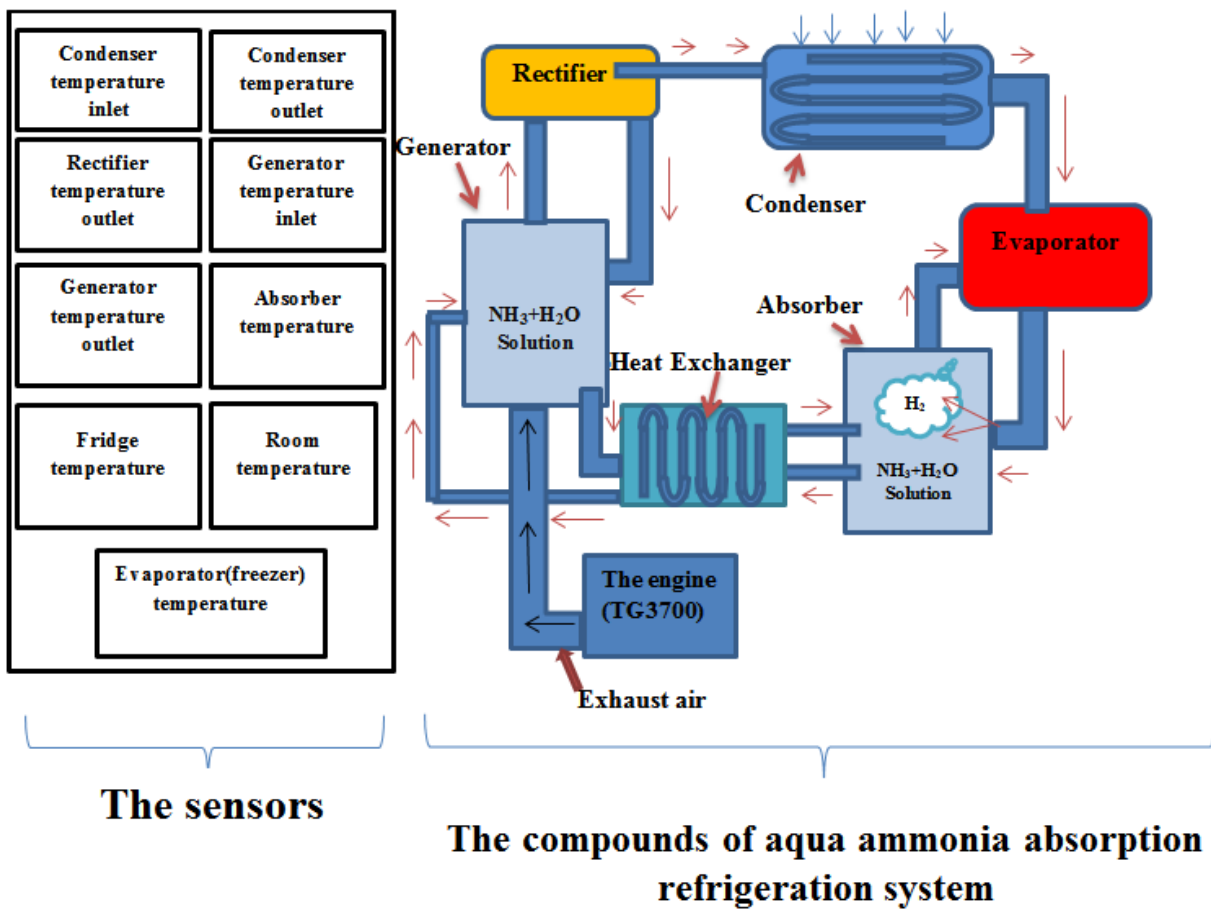 Condenser
temperature
inlet
Condenser
temperature
outlet
Rectifier
temperature
outlet
Generator
temperature
inlet
Generator
temperature
outlet
Absorber
temperature
Fridge
temperature
Room
temperature
Evaporator(freezer)
temperature
The sensors
Rectifier
Generator
Condenser
Evaporator
NH₃+H₂O
Solution
Absorber
Heat Exchanger
H₂
NH₃+H₂O
Solution
The engine
(TG3700)
Exhaust air
The compounds of aqua ammonia absorption
refrigeration system